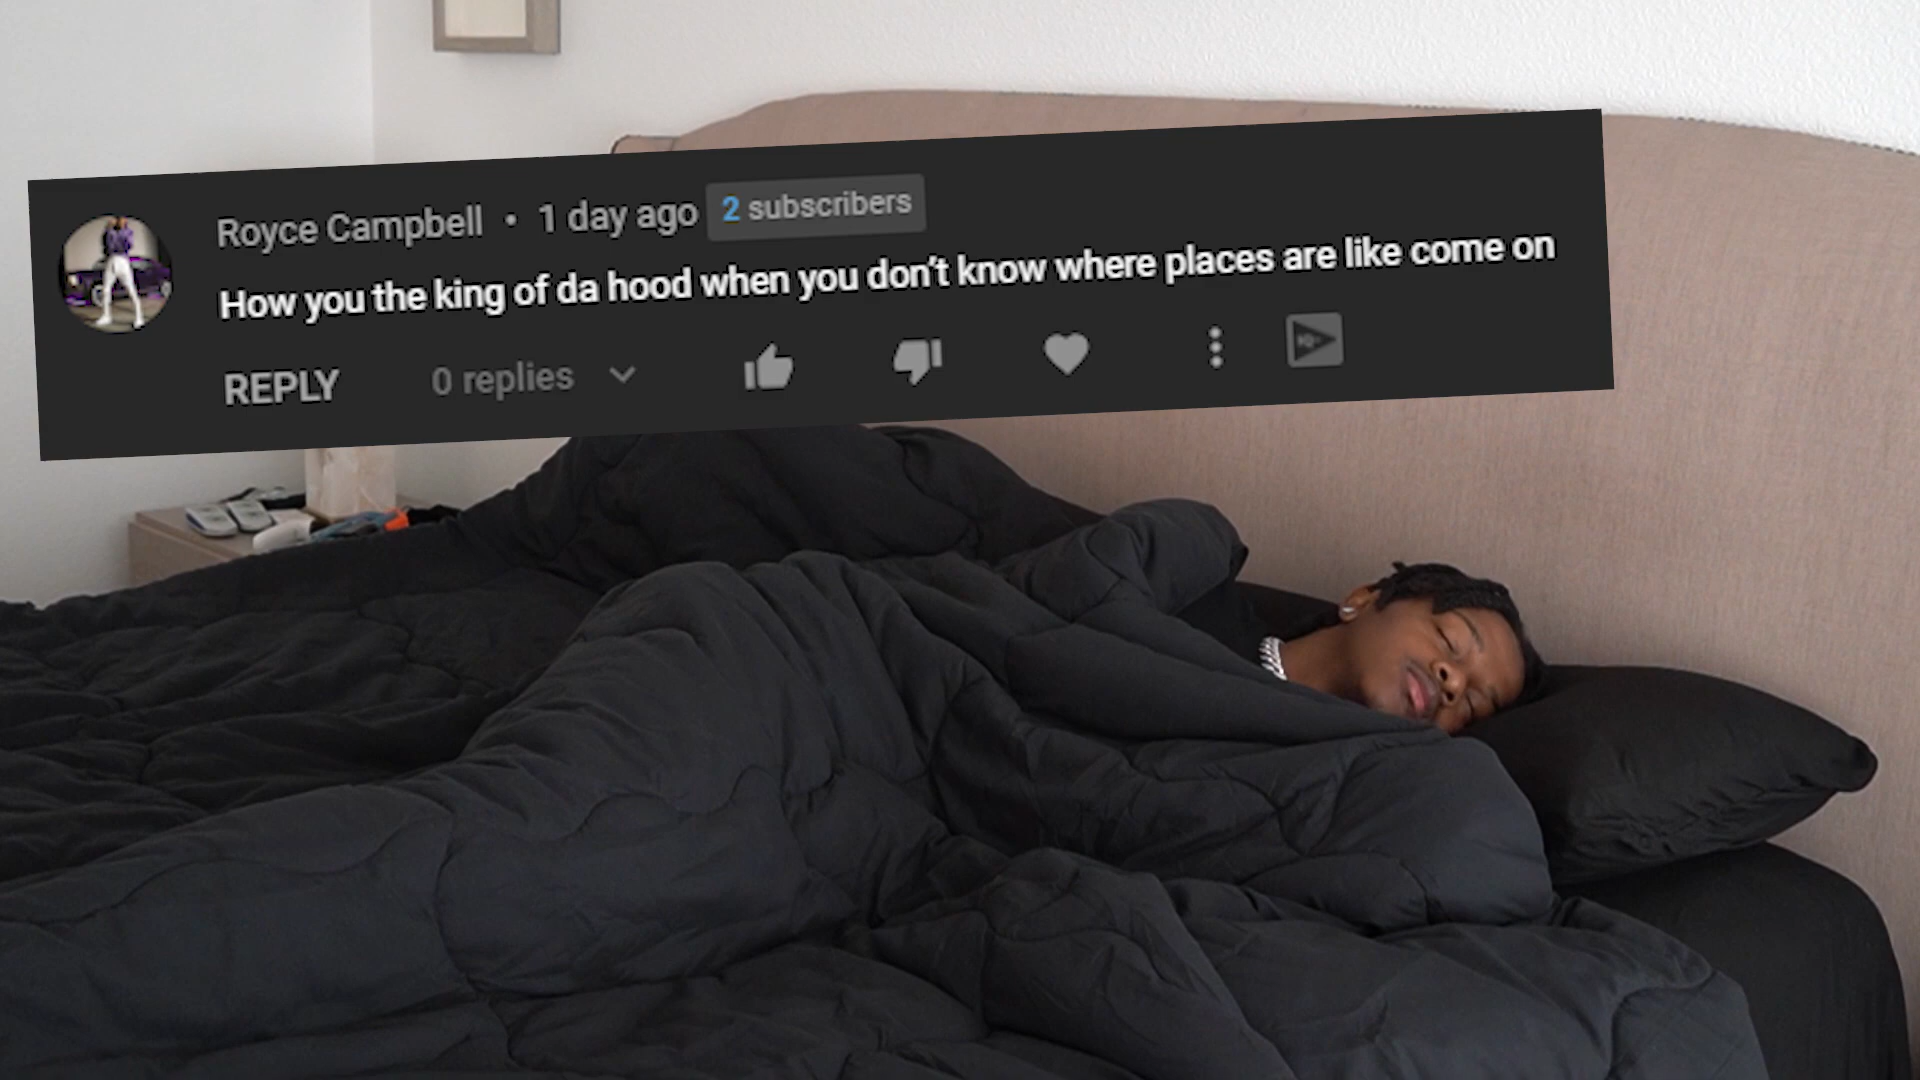 Royce Campbell • 1 day ago 2 subscribers
How you the king of da hood when you don't know where places are like come on
REPLY 0 replies